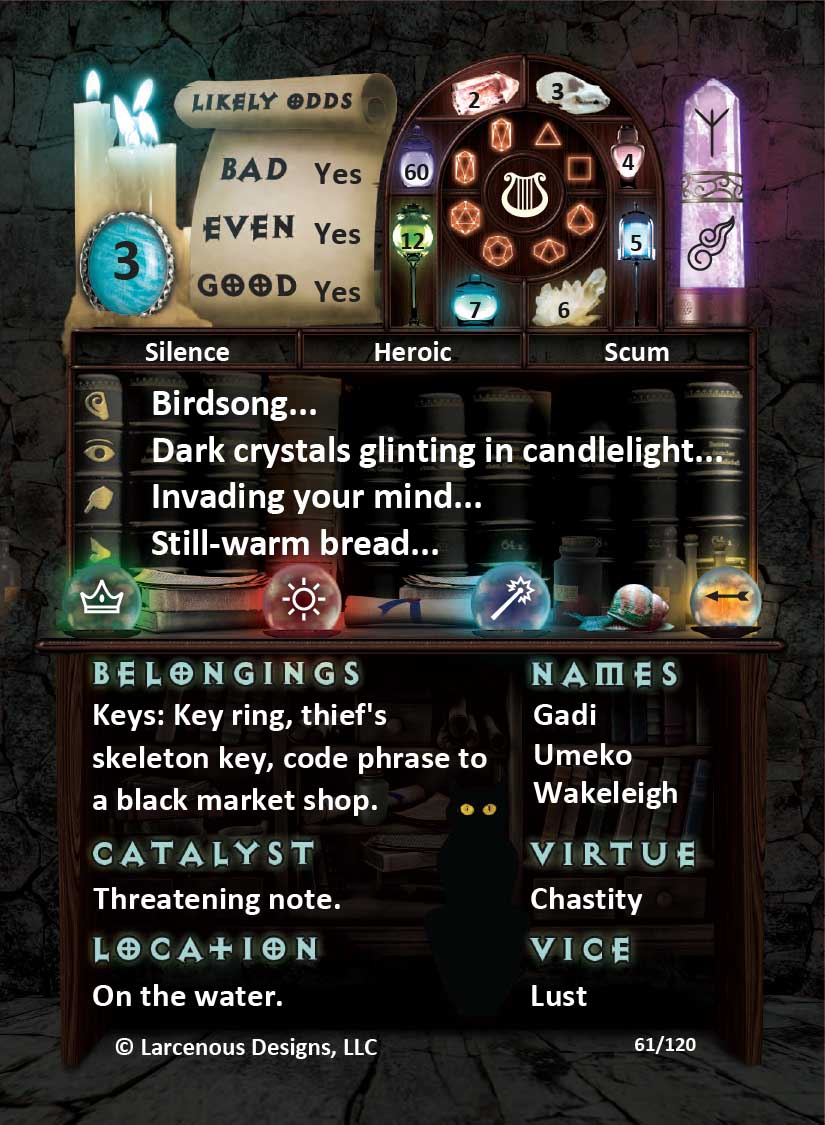 LIKELY ODDS
BAD Yes
EVEN Yes
GOOD Yes
3
2
3
60
4
12
5
7
6
Silence Heroic Scum
Birdsong...
Dark crystals glinting in candlelight...
Invading your mind...
Still-warm bread...
BELONGINGS
Keys: Key ring, thief's
skeleton key, code phrase to
a black market shop.
NAMES
Gadi
Umeko
Wakeleigh
CATALYST
Threatening note.
VIRTUE
Chastity
LOCATION
On the water.
VICE
Lust
© Larcenous Designs, LLC
61/120